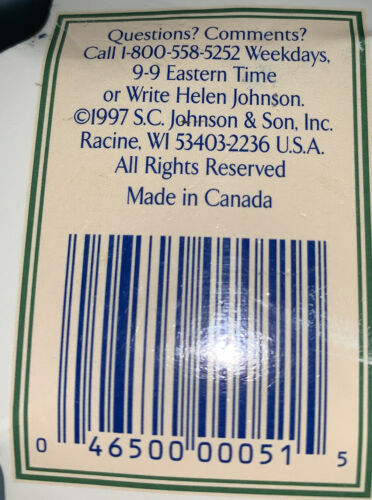 Questions? Comments?
Call 1-800-558-5252 Weekdays,
9-9 Eastern Time
or Write Helen Johnson.
©1997 S.C. Johnson & Son, Inc.
Racine, WI 53403-2236 U.S.A.
All Rights Reserved
Made in Canada
0 46500 00051 5